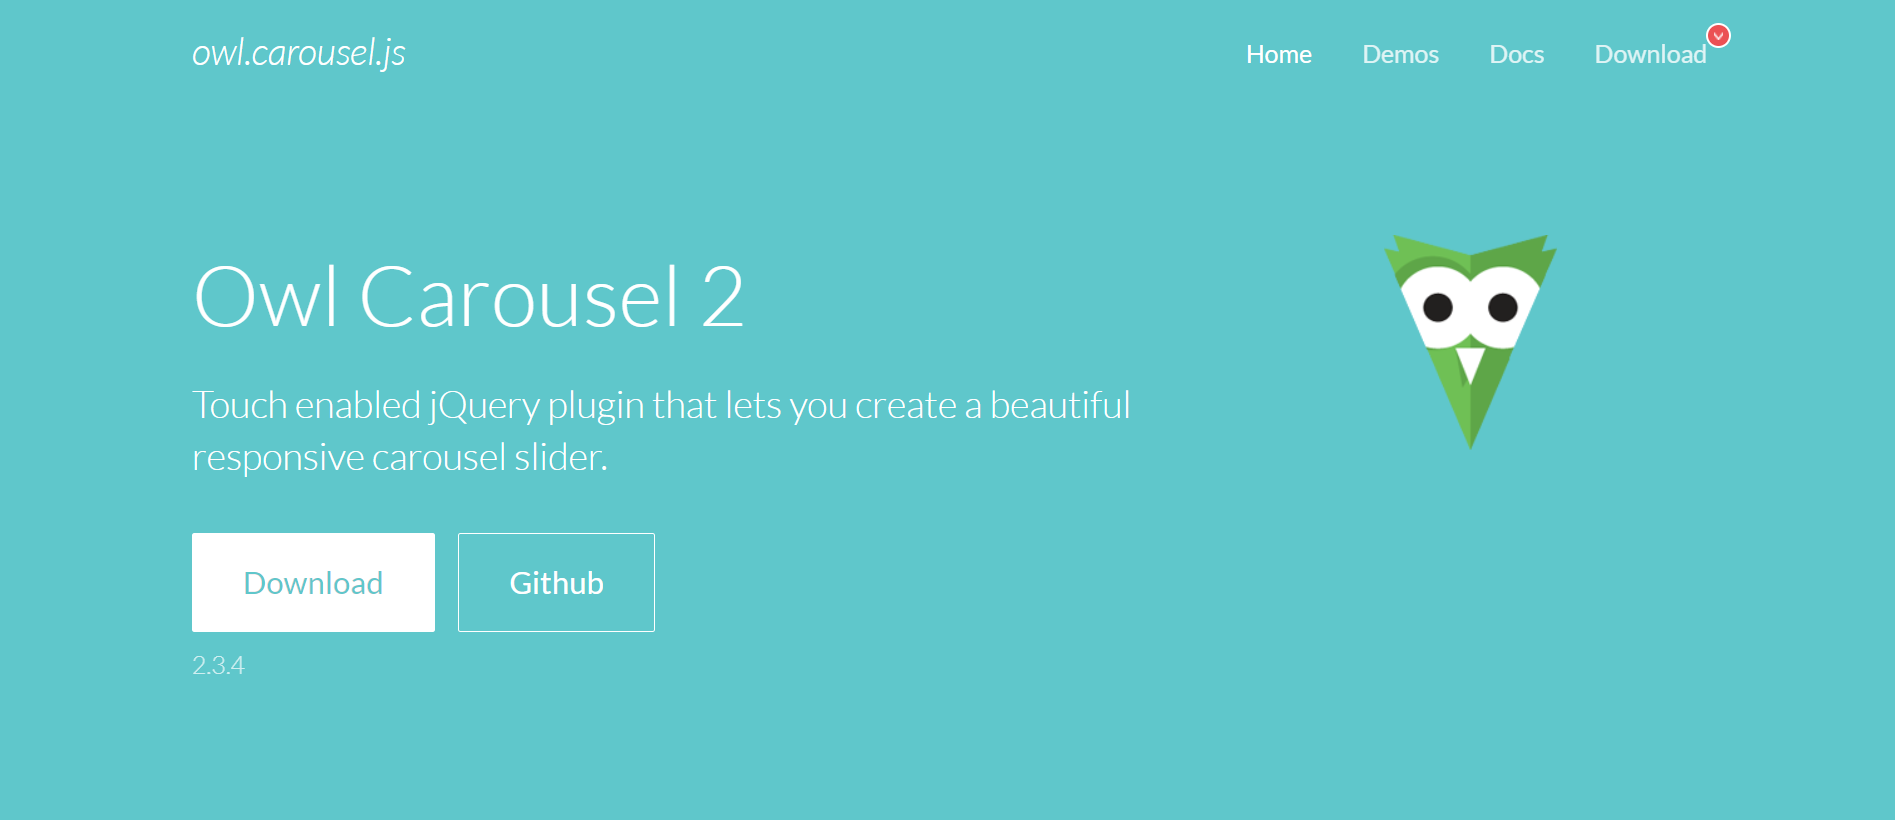 owl.carousel.js
Home Demos Docs Download
Owl Carousel 2
Touch enabled jQuery plugin that lets you create a beautiful
responsive carousel slider.
Download Github
2.3.4